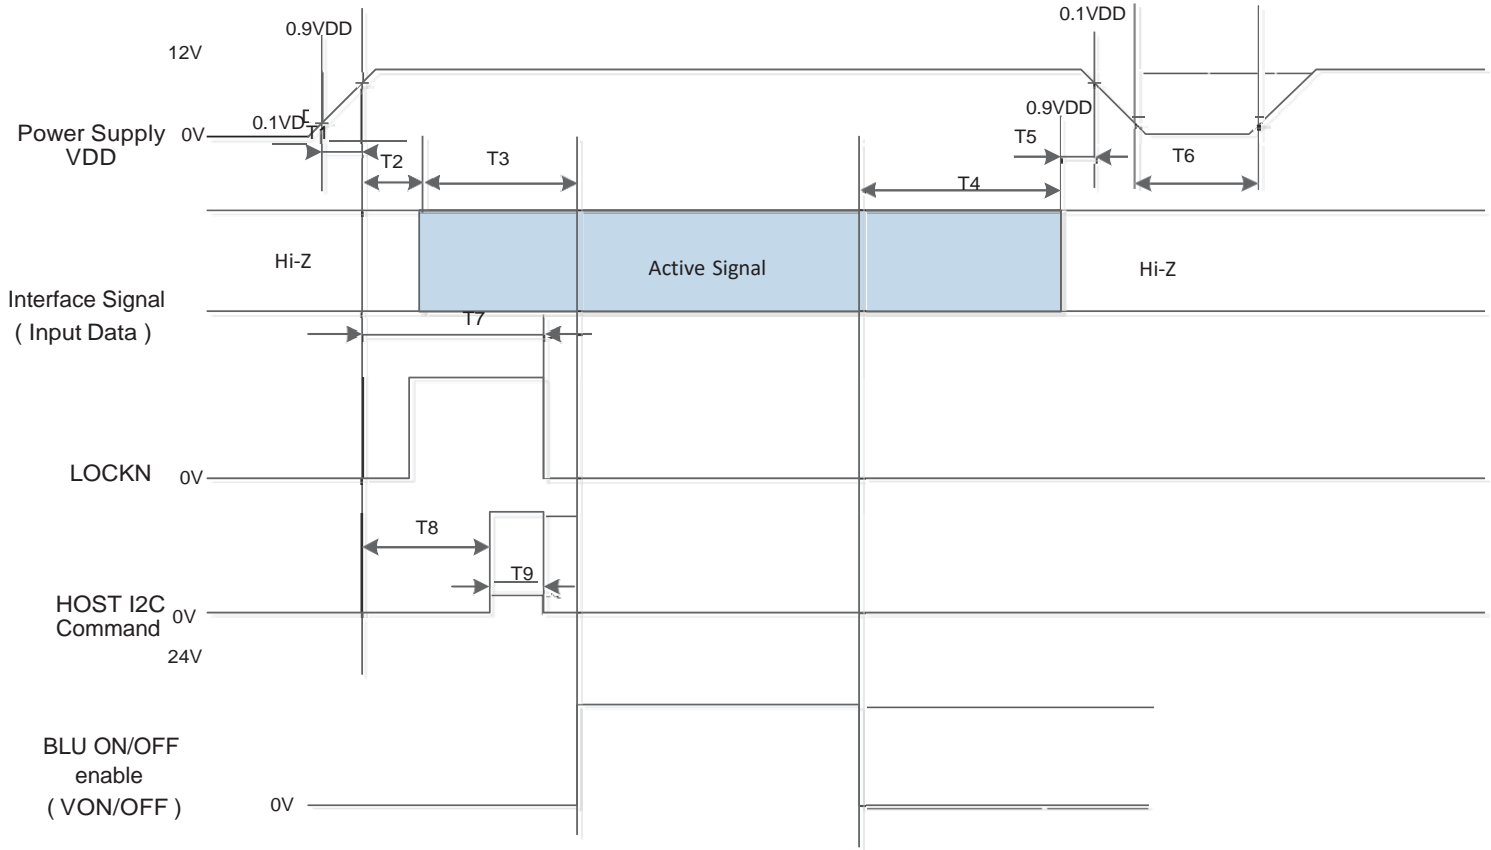 0.9VDD
0.1VDD
12V
0.1VD
T1
0.9VDD
Power Supply
VDD
0V
T2
T3
T4
T5
T6
Hi-Z
Active Signal
Hi-Z
Interface Signal
( Input Data )
T7
LOCKN
0V
T8
T9
HOST I2C
Command
0V
24V
BLU ON/OFF
enable
( VON/OFF )
0V